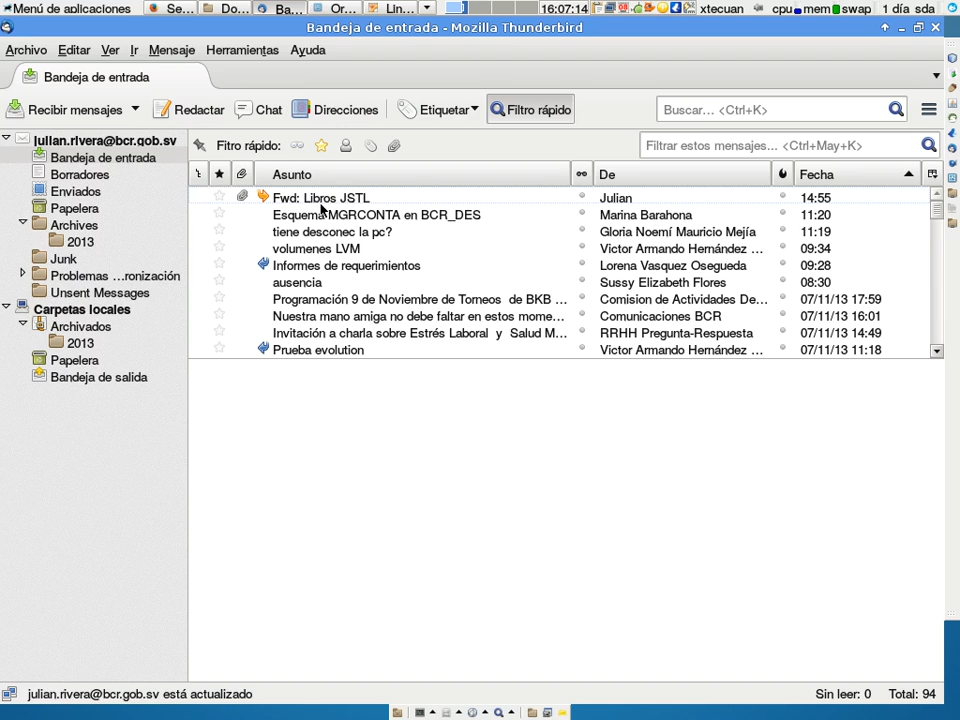 Menú de aplicaciones Se... Do... Ba... Or... Lin... 16:07:14 xtecuan cpu mem swap 1 día sda
Bandeja de entrada - Mozilla Thunderbird
Archivo Editar Ver Ir Mensaje Herramientas Ayuda
Bandeja de entrada
Recibir mensajes Redactar Chat Direcciones Etiquetar Filtro rápido Buscar... <Ctrl+K>
julian.rivera@bcr.gob.sv
Bandeja de entrada
Borradores
Enviados
Papelera
Archives
2013
Junk
Problemas ...ronización
Unsent Messages
Carpetas locales
Archivados
2013
Papelera
Bandeja de salida
Fitro rápido: Filtrar estos mensajes... <Ctrl+May+K>
Asunto De Fecha
Fwd: Libros JSTL Julian 14:55
Esquema MGRCONTA en BCR_DES Marina Barahona 11:20
tiene desconec la pc? Gloria Noemí Mauricio Mejía 11:19
volumenes LVM Victor Armando Hernández ... 09:34
Informes de requerimientos Lorena Vasquez Osegueda 09:28
ausencia Sussy Elizabeth Flores 08:30
Programación 9 de Noviembre de Torneos de BKB ... Comision de Actividades De... 07/11/13 17:59
Nuestra mano amiga no debe faltar en estos mome... Comunicaciones BCR 07/11/13 16:01
Invitación a charla sobre Estrés Laboral y Salud M... RRHH Pregunta-Respuesta 07/11/13 14:49
Prueba evolution Victor Armando Hernández ... 07/11/13 11:18
julian.rivera@bcr.gob.sv está actualizado Sin leer: 0 Total: 94